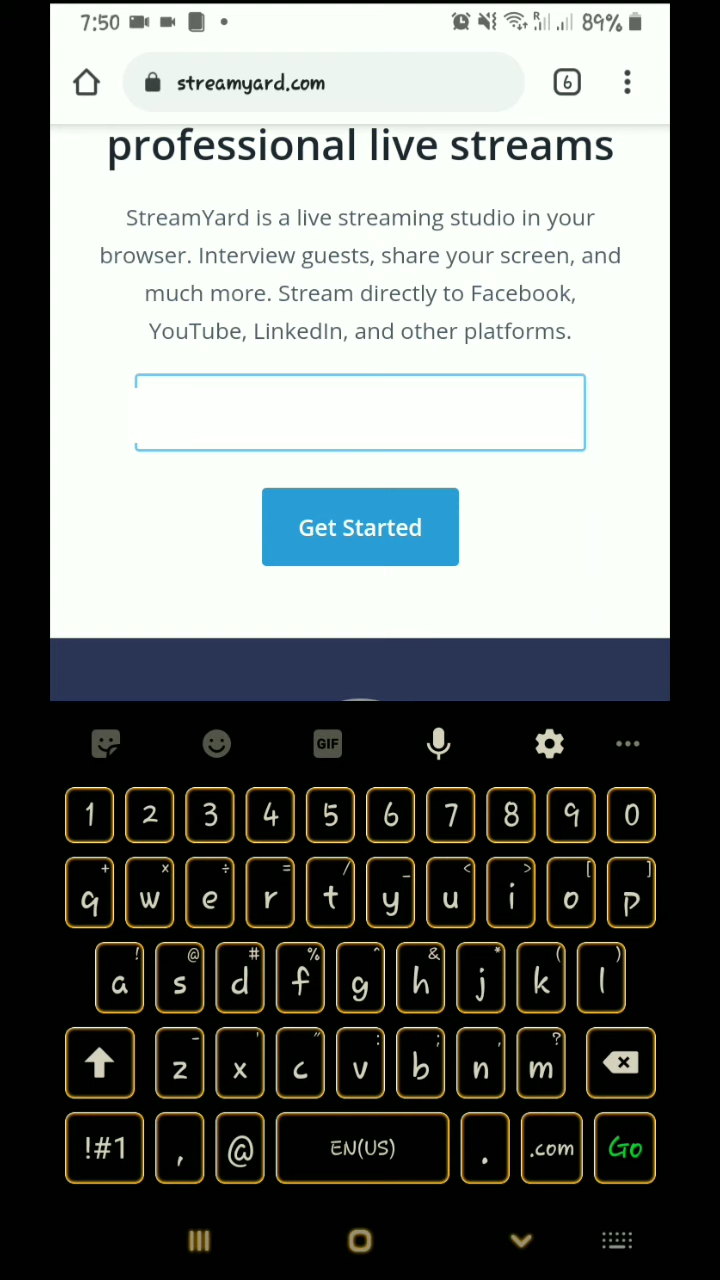 7:50 89%
streamyard.com 6
professional live streams
StreamYard is a live streaming studio in your
browser. Interview guests, share your screen, and
much more. Stream directly to Facebook,
YouTube, LinkedIn, and other platforms.
Get Started
GIF
1 2 3 4 5 6 7 8 9 0
+ x ÷ = / _ < > [ ]
q w e r t y u i o p
! @ # % ^ & * ( )
a s d f g h j k l
- ' " : ; , ?
z x c v b n m
!#1 , @ EN(US) . .com Go